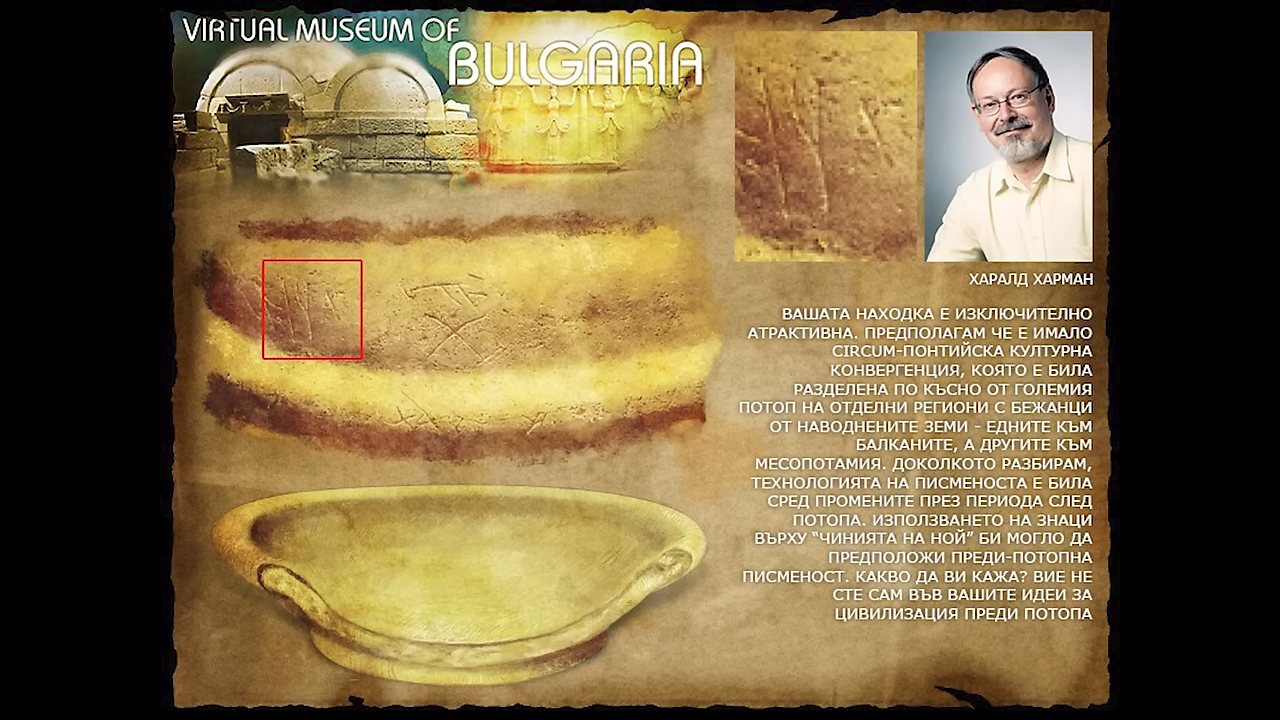 VIRTUAL MUSEUM OF
BULGARIA
ХАРАЛД ХАРМАН
ВАШАТА НАХОДКА Е ИЗКЛЮЧИТЕЛНО
АТРАКТИВНА. ПРЕДПОЛАГАМ ЧЕ Е ИМАЛО
CIRCUM-ПОНТИЙСКА КУЛТУРНА
КОНВЕРГЕНЦИЯ, КОЯТО Е БИЛА
РАЗДЕЛЕНА ПО КЪСНО ОТ ГОЛЕМИЯ
ПОТОП НА ОТДЕЛНИ РЕГИОНИ С БЕЖАНЦИ
ОТ НАВОДНЕНИТЕ ЗЕМИ - ЕДНИТЕ КЪМ
БАЛКАНИТЕ, А ДРУГИТЕ КЪМ
МЕСОПОТАМИЯ. ДОКОЛКОТО РАЗБИРАМ,
ТЕХНОЛОГИЯТА НА ПИСМЕНОСТА Е БИЛА
СРЕД ПРОМЕНИТЕ ПРЕЗ ПЕРИОДА СЛЕД
ПОТОПА. ИЗПОЛЗВАНЕТО НА ЗНАЦИ
ВЪРХУ “ЧИНИЯТА НА НОЙ” БИ МОГЛО ДА
ПРЕДПОЛОЖИ ПРЕДИ-ПОТОПНА
ПИСМЕНОСТ. КАКВО ДА ВИ КАЖА? ВИЕ НЕ
СТЕ САМ ВЪВ ВАШИТЕ ИДЕИ ЗА
ЦИВИЛИЗАЦИЯ ПРЕДИ ПОТОПА